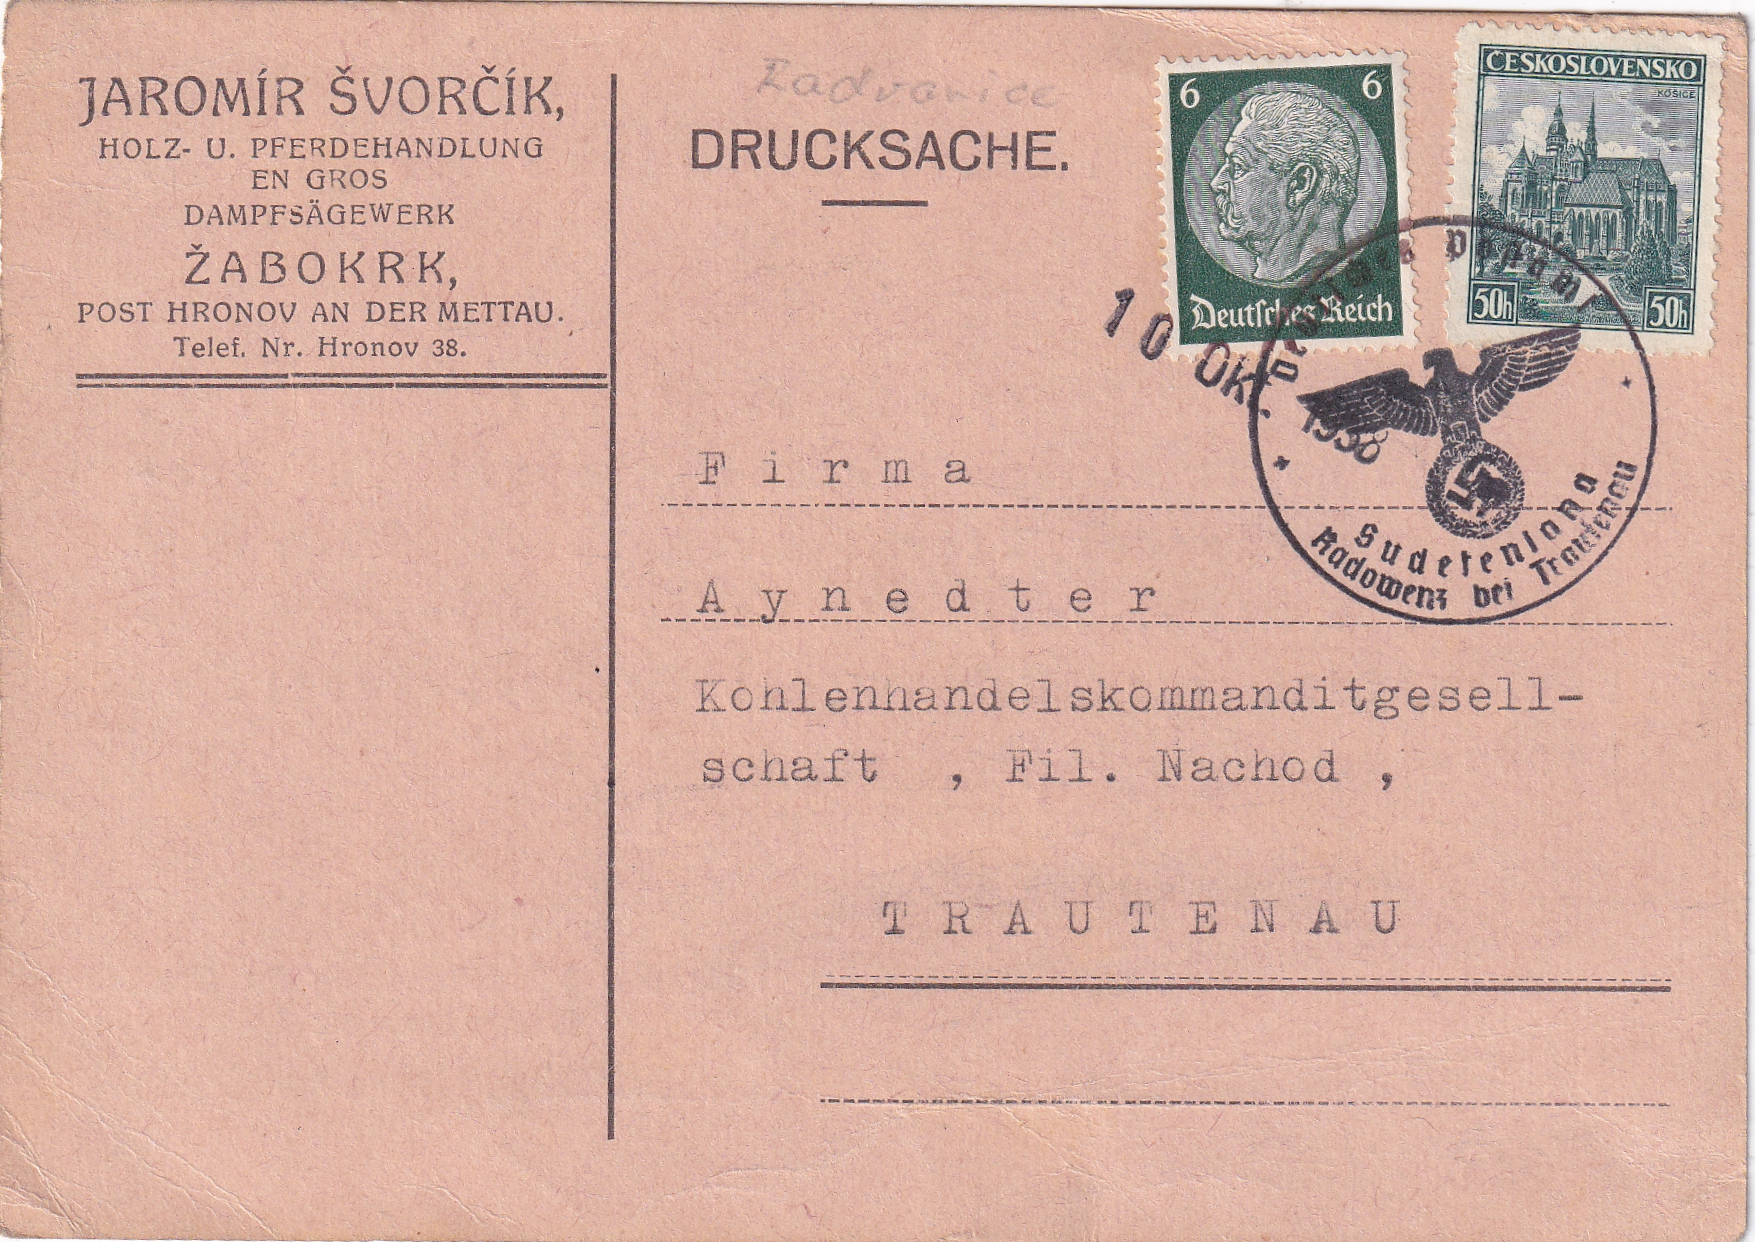 JAROMÍR ŠVORČÍK,
HOLZ- U. PFERDEHANDLUNG
EN GROS
DAMPFSÄGEWERK
ŽABOKRK,
POST HRONOV AN DER METTAU.
Telef. Nr. Hronov 38.
Radvanice
DRUCKSACHE.
6 6
Deutsches Reich
ČESKOSLOVENSKO
KOŠICE
50h 50h
10 Okt. 1938
Deutsches Postamt
Sudetenland
Radowenz bei Trautenau
Firma
Aynedter
Kohlenhandelskommanditgesell-
schaft , Fil. Nachod ,
TRAUTENAU